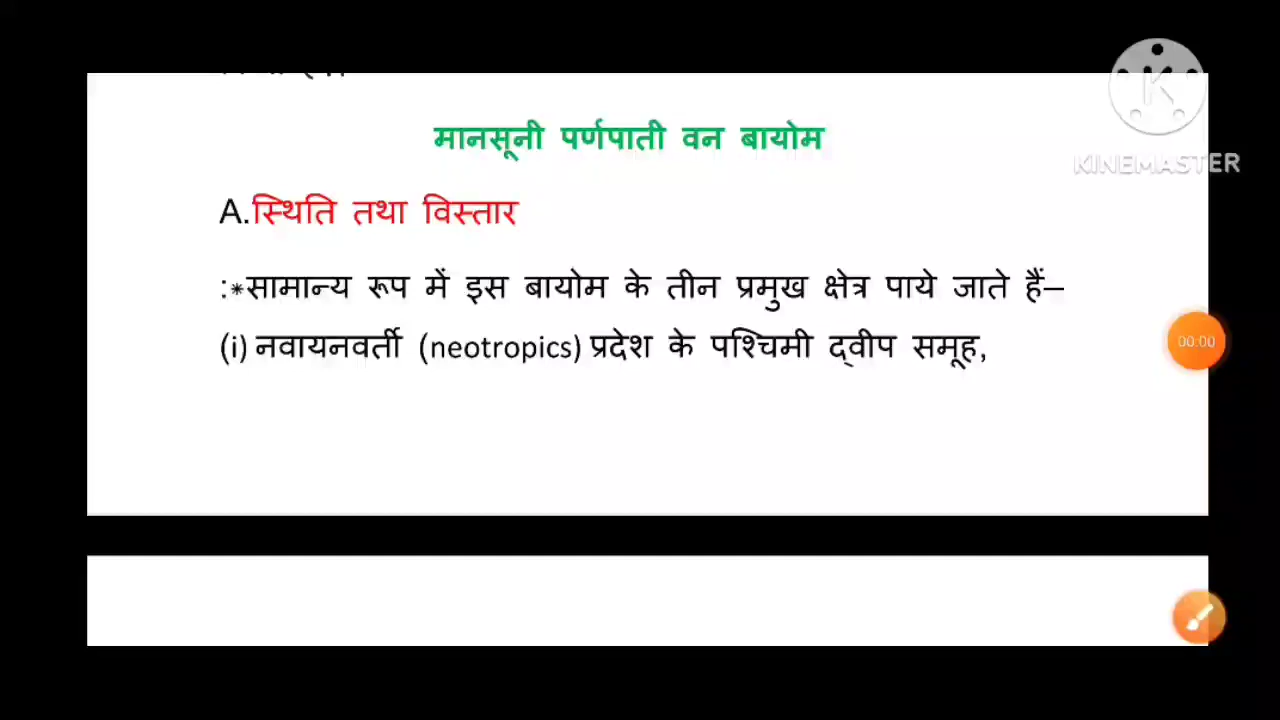 मानसूनी पर्णपाती वन बायोम
KINEMASTER
A.स्थिति तथा विस्तार
:*सामान्य रूप में इस बायोम के तीन प्रमुख क्षेत्र पाये जाते हैं—
(i) नवायनवर्ती (neotropics) प्रदेश के पश्चिमी द्वीप समूह,
00:00